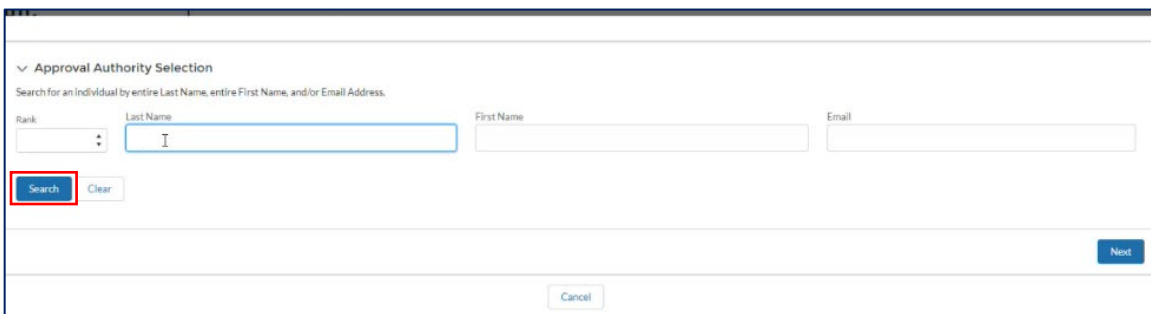 Approval Authority Selection
Search for an individual by entire Last Name, entire First Name, and/or Email Address.
Rank Last Name First Name Email
Search Clear
Next
Cancel